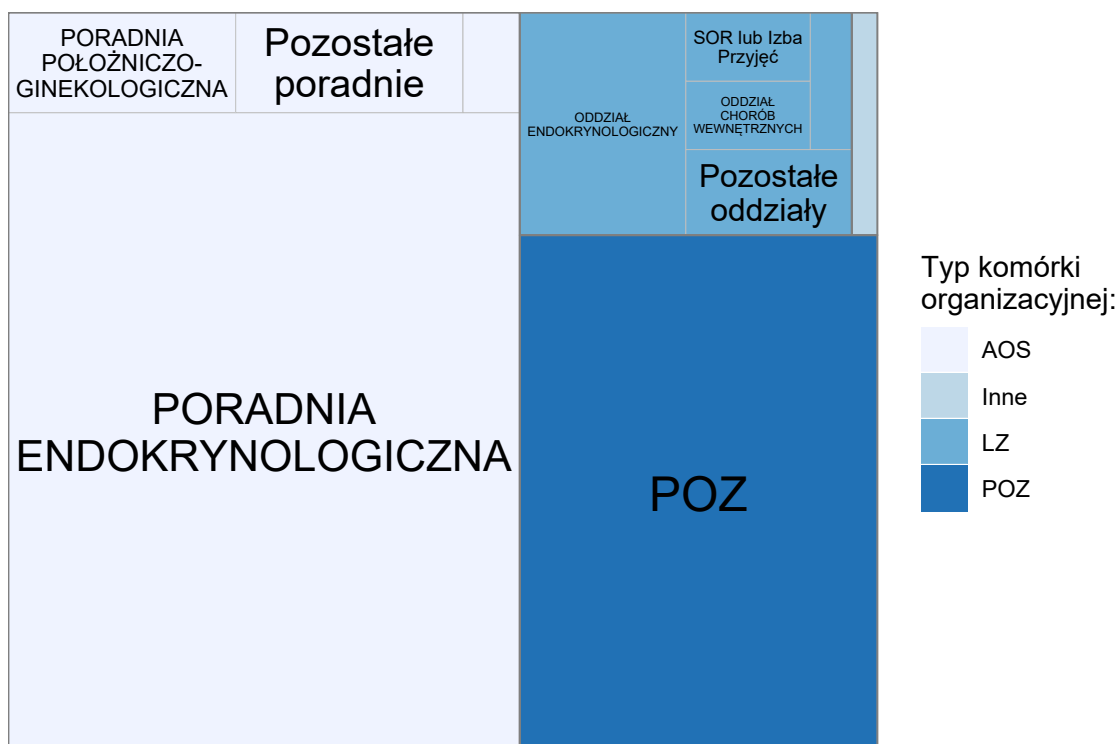 PORADNIA
POŁOŻNICZO-
GINEKOLOGICZNA
Pozostałe
poradnie
ODDZIAŁ
ENDOKRYNOLOGICZNY
SOR lub Izba
Przyjęć
ODDZIAŁ
CHORÓB
WEWNĘTRZNYCH
Pozostałe
oddziały
PORADNIA
ENDOKRYNOLOGICZNA
POZ
Typ komórki
organizacyjnej:
AOS
Inne
LZ
POZ